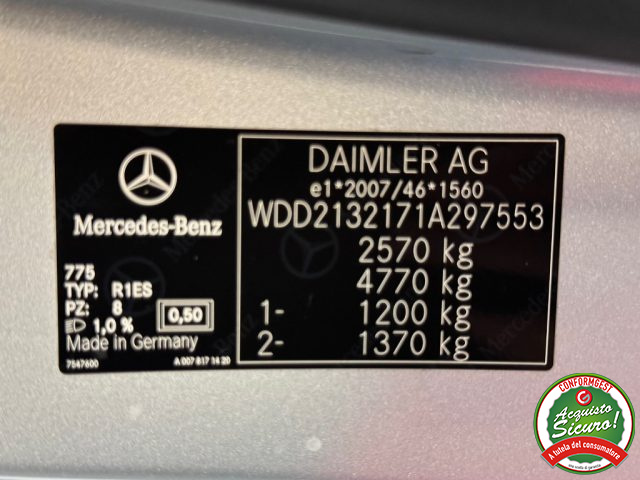 Mercedes-Benz
775
TYP: R1ES
PZ: 8
1,0 % 0,50
Made in Germany
7547600 A 007 817 14 20
DAIMLER AG
e1*2007/46*1560
WDD2132171A297553
2570 kg
4770 kg
1- 1200 kg
2- 1370 kg
CONFORMGEST
Acquisto
Sicuro!
A tutela del consumatore